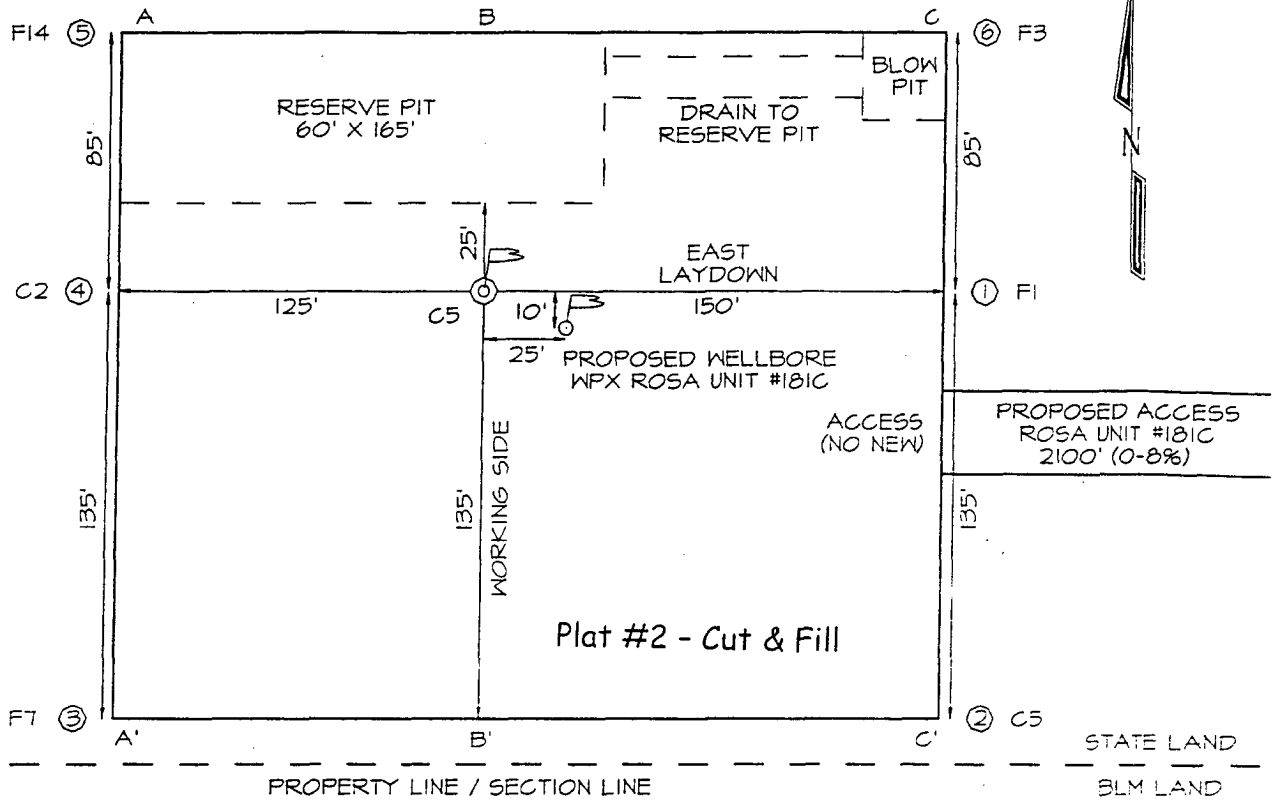 A B C
F14 5 6 F3
BLOW
PIT
RESERVE PIT
60' X 165'
DRAIN TO
RESERVE PIT
85' 85'
N
25'
EAST
LAYDOWN
C2 4 125' C5 10' 150' 1 F1
25'
PROPOSED WELLBORE
WPX ROSA UNIT #181C
ACCESS
(NO NEW)
PROPOSED ACCESS
ROSA UNIT #181C
2100' (0-8%)
135' 135' 135'
WORKING SIDE
Plat #2 - Cut & Fill
F7 3 2 C5
A' B' C'
STATE LAND
PROPERTY LINE / SECTION LINE
BLM LAND